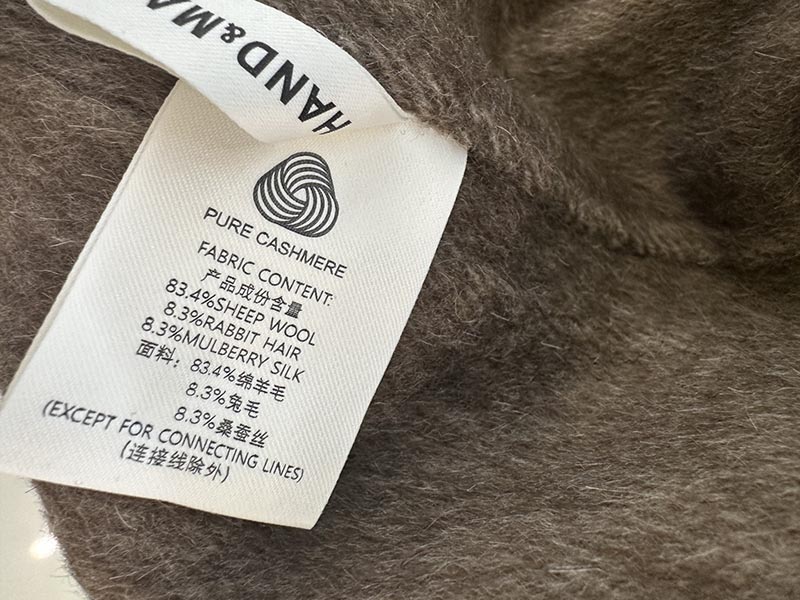 HAND&MA
PURE CASHMERE
FABRIC CONTENT:
产品成份含量
83.4%SHEEP WOOL
8.3%RABBIT HAIR
8.3%MULBERRY SILK
面料：83.4%绵羊毛
8.3%兔毛
8.3%桑蚕丝
(EXCEPT FOR CONNECTING LINES)
(连接线除外)